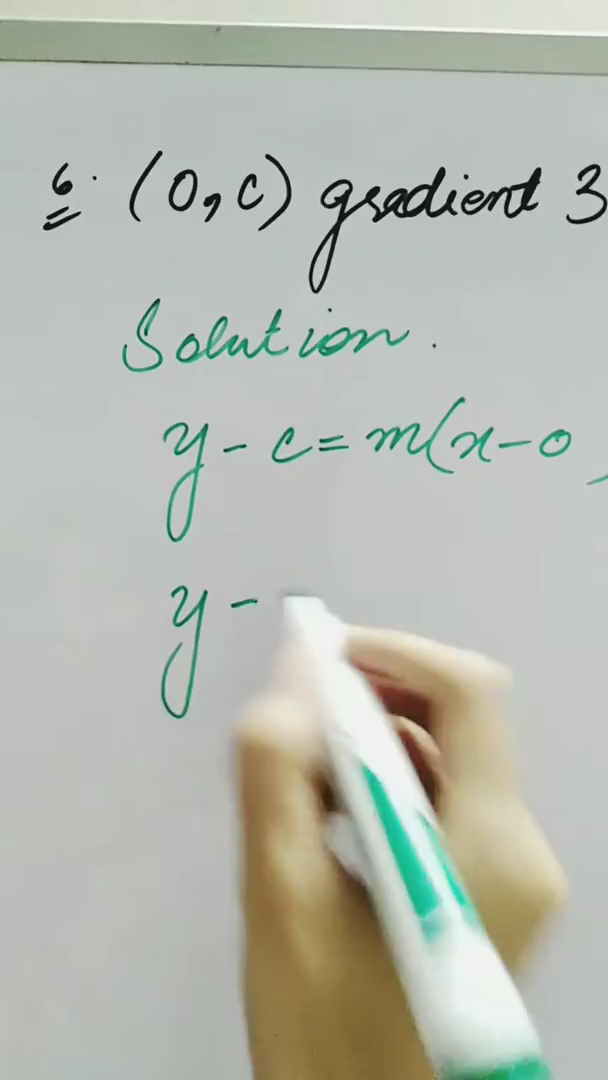 6. (0,c) gradient 3
Solution.
y-c=m(x-0)
y-